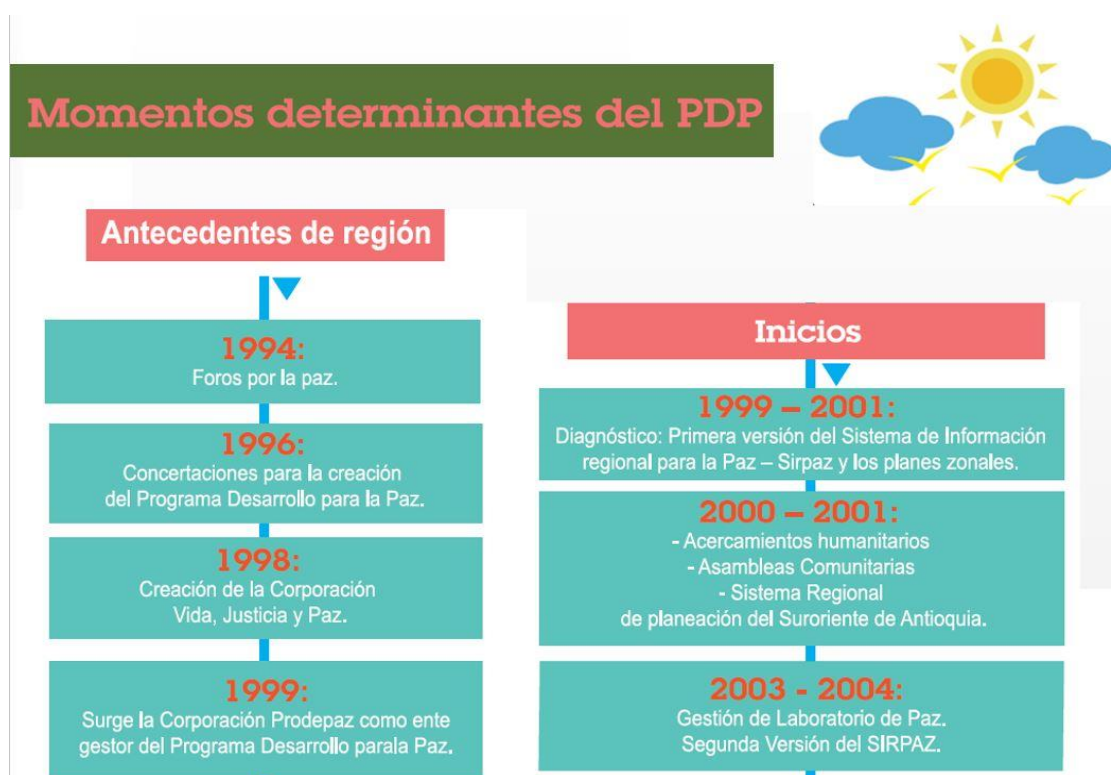 Momentos determinantes del PDP
Antecedentes de región
1994:
Foros por la paz.
1996:
Concertaciones para la creación
del Programa Desarrollo para la Paz.
1998:
Creación de la Corporación
Vida, Justicia y Paz.
1999:
Surge la Corporación Prodepaz como ente
gestor del Programa Desarrollo parala Paz.
Inicios
1999 – 2001:
Diagnóstico: Primera versión del Sistema de Información
regional para la Paz – Sirpaz y los planes zonales.
2000 – 2001:
- Acercamientos humanitarios
- Asambleas Comunitarias
- Sistema Regional
de planeación del Suroriente de Antioquia.
2003 - 2004:
Gestión de Laboratorio de Paz.
Segunda Versión del SIRPAZ.